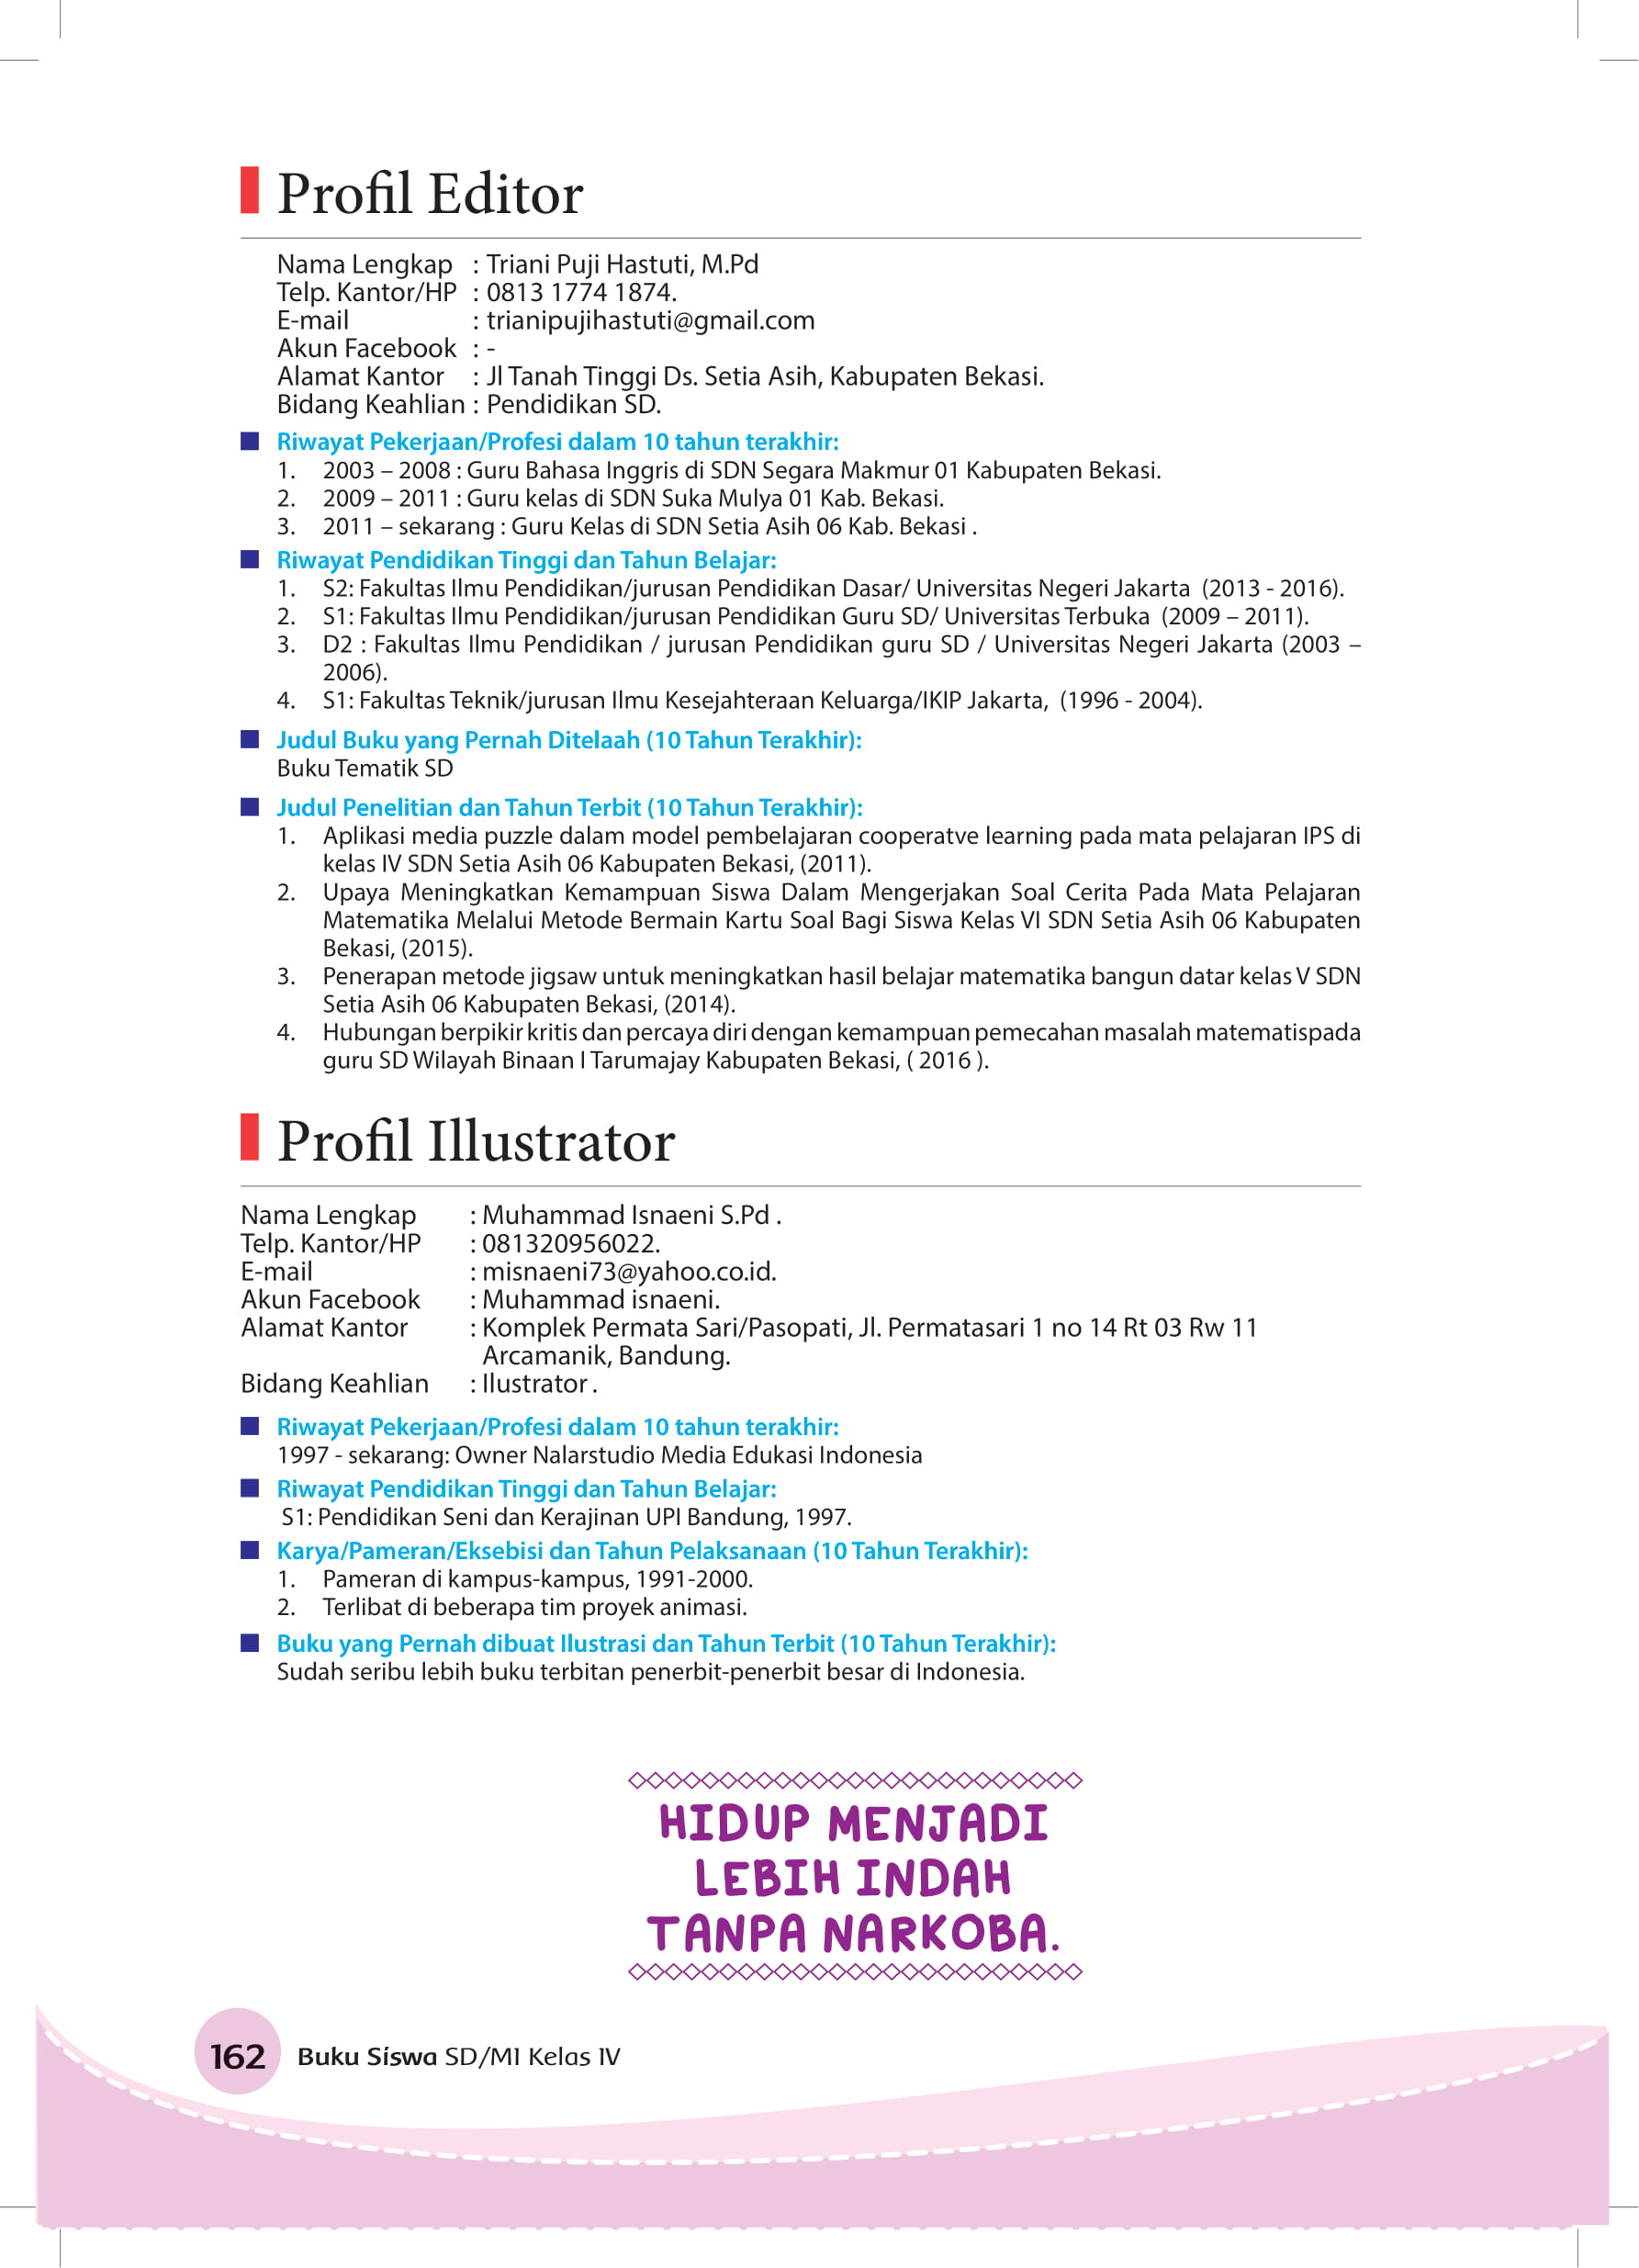 Profil Editor
Nama Lengkap : Triani Puji Hastuti, M.Pd
Telp. Kantor/HP : 0813 1774 1874.
E-mail : trianipujihastuti@gmail.com
Akun Facebook : -
Alamat Kantor : Jl Tanah Tinggi Ds. Setia Asih, Kabupaten Bekasi.
Bidang Keahlian : Pendidikan SD.
Riwayat Pekerjaan/Profesi dalam 10 tahun terakhir:
1. 2003 – 2008 : Guru Bahasa Inggris di SDN Segara Makmur 01 Kabupaten Bekasi.
2. 2009 – 2011 : Guru kelas di SDN Suka Mulya 01 Kab. Bekasi.
3. 2011 – sekarang : Guru Kelas di SDN Setia Asih 06 Kab. Bekasi .
Riwayat Pendidikan Tinggi dan Tahun Belajar:
1. S2: Fakultas Ilmu Pendidikan/jurusan Pendidikan Dasar/ Universitas Negeri Jakarta (2013 - 2016).
2. S1: Fakultas Ilmu Pendidikan/jurusan Pendidikan Guru SD/ Universitas Terbuka (2009 – 2011).
3. D2 : Fakultas Ilmu Pendidikan / jurusan Pendidikan guru SD / Universitas Negeri Jakarta (2003 –
2006).
4. S1: Fakultas Teknik/jurusan Ilmu Kesejahteraan Keluarga/IKIP Jakarta, (1996 - 2004).
Judul Buku yang Pernah Ditelaah (10 Tahun Terakhir):
Buku Tematik SD
Judul Penelitian dan Tahun Terbit (10 Tahun Terakhir):
1. Aplikasi media puzzle dalam model pembelajaran cooperatve learning pada mata pelajaran IPS di
kelas IV SDN Setia Asih 06 Kabupaten Bekasi, (2011).
2. Upaya Meningkatkan Kemampuan Siswa Dalam Mengerjakan Soal Cerita Pada Mata Pelajaran
Matematika Melalui Metode Bermain Kartu Soal Bagi Siswa Kelas VI SDN Setia Asih 06 Kabupaten
Bekasi, (2015).
3. Penerapan metode jigsaw untuk meningkatkan hasil belajar matematika bangun datar kelas V SDN
Setia Asih 06 Kabupaten Bekasi, (2014).
4. Hubungan berpikir kritis dan percaya diri dengan kemampuan pemecahan masalah matematispada
guru SD Wilayah Binaan I Tarumajay Kabupaten Bekasi, ( 2016 ).
Profil Illustrator
Nama Lengkap : Muhammad Isnaeni S.Pd .
Telp. Kantor/HP : 081320956022.
E-mail : misnaeni73@yahoo.co.id.
Akun Facebook : Muhammad isnaeni.
Alamat Kantor : Komplek Permata Sari/Pasopati, Jl. Permatasari 1 no 14 Rt 03 Rw 11
Arcamanik, Bandung.
Bidang Keahlian : Ilustrator .
Riwayat Pekerjaan/Profesi dalam 10 tahun terakhir:
1997 - sekarang: Owner Nalarstudio Media Edukasi Indonesia
Riwayat Pendidikan Tinggi dan Tahun Belajar:
S1: Pendidikan Seni dan Kerajinan UPI Bandung, 1997.
Karya/Pameran/Eksebisi dan Tahun Pelaksanaan (10 Tahun Terakhir):
1. Pameran di kampus-kampus, 1991-2000.
2. Terlibat di beberapa tim proyek animasi.
Buku yang Pernah dibuat Ilustrasi dan Tahun Terbit (10 Tahun Terakhir):
Sudah seribu lebih buku terbitan penerbit-penerbit besar di Indonesia.
HIDUP MENJADI
LEBIH INDAH
TANPA NARKOBA.
162 Buku Siswa SD/MI Kelas IV